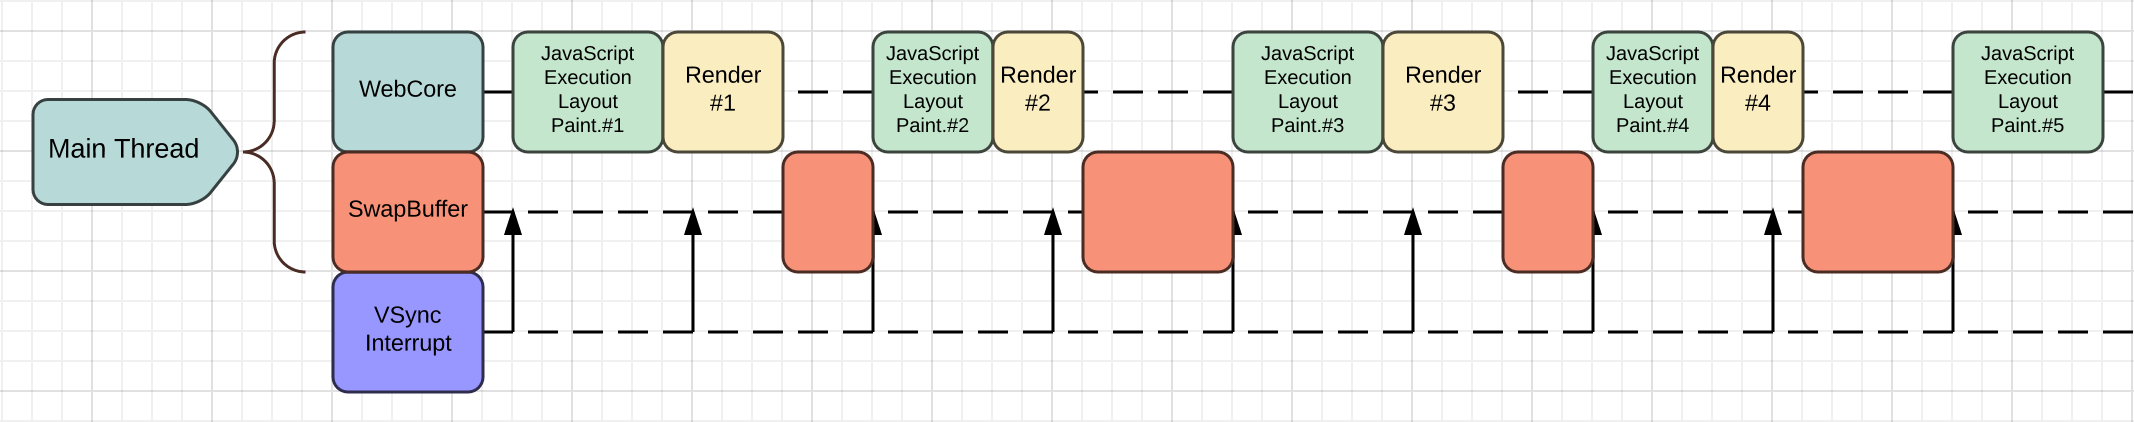 Main Thread
WebCore
SwapBuffer
VSync
Interrupt
JavaScript
Execution
Layout
Paint.#1
Render
#1
JavaScript
Execution
Layout
Paint.#2
Render
#2
JavaScript
Execution
Layout
Paint.#3
Render
#3
JavaScript
Execution
Layout
Paint.#4
Render
#4
JavaScript
Execution
Layout
Paint.#5